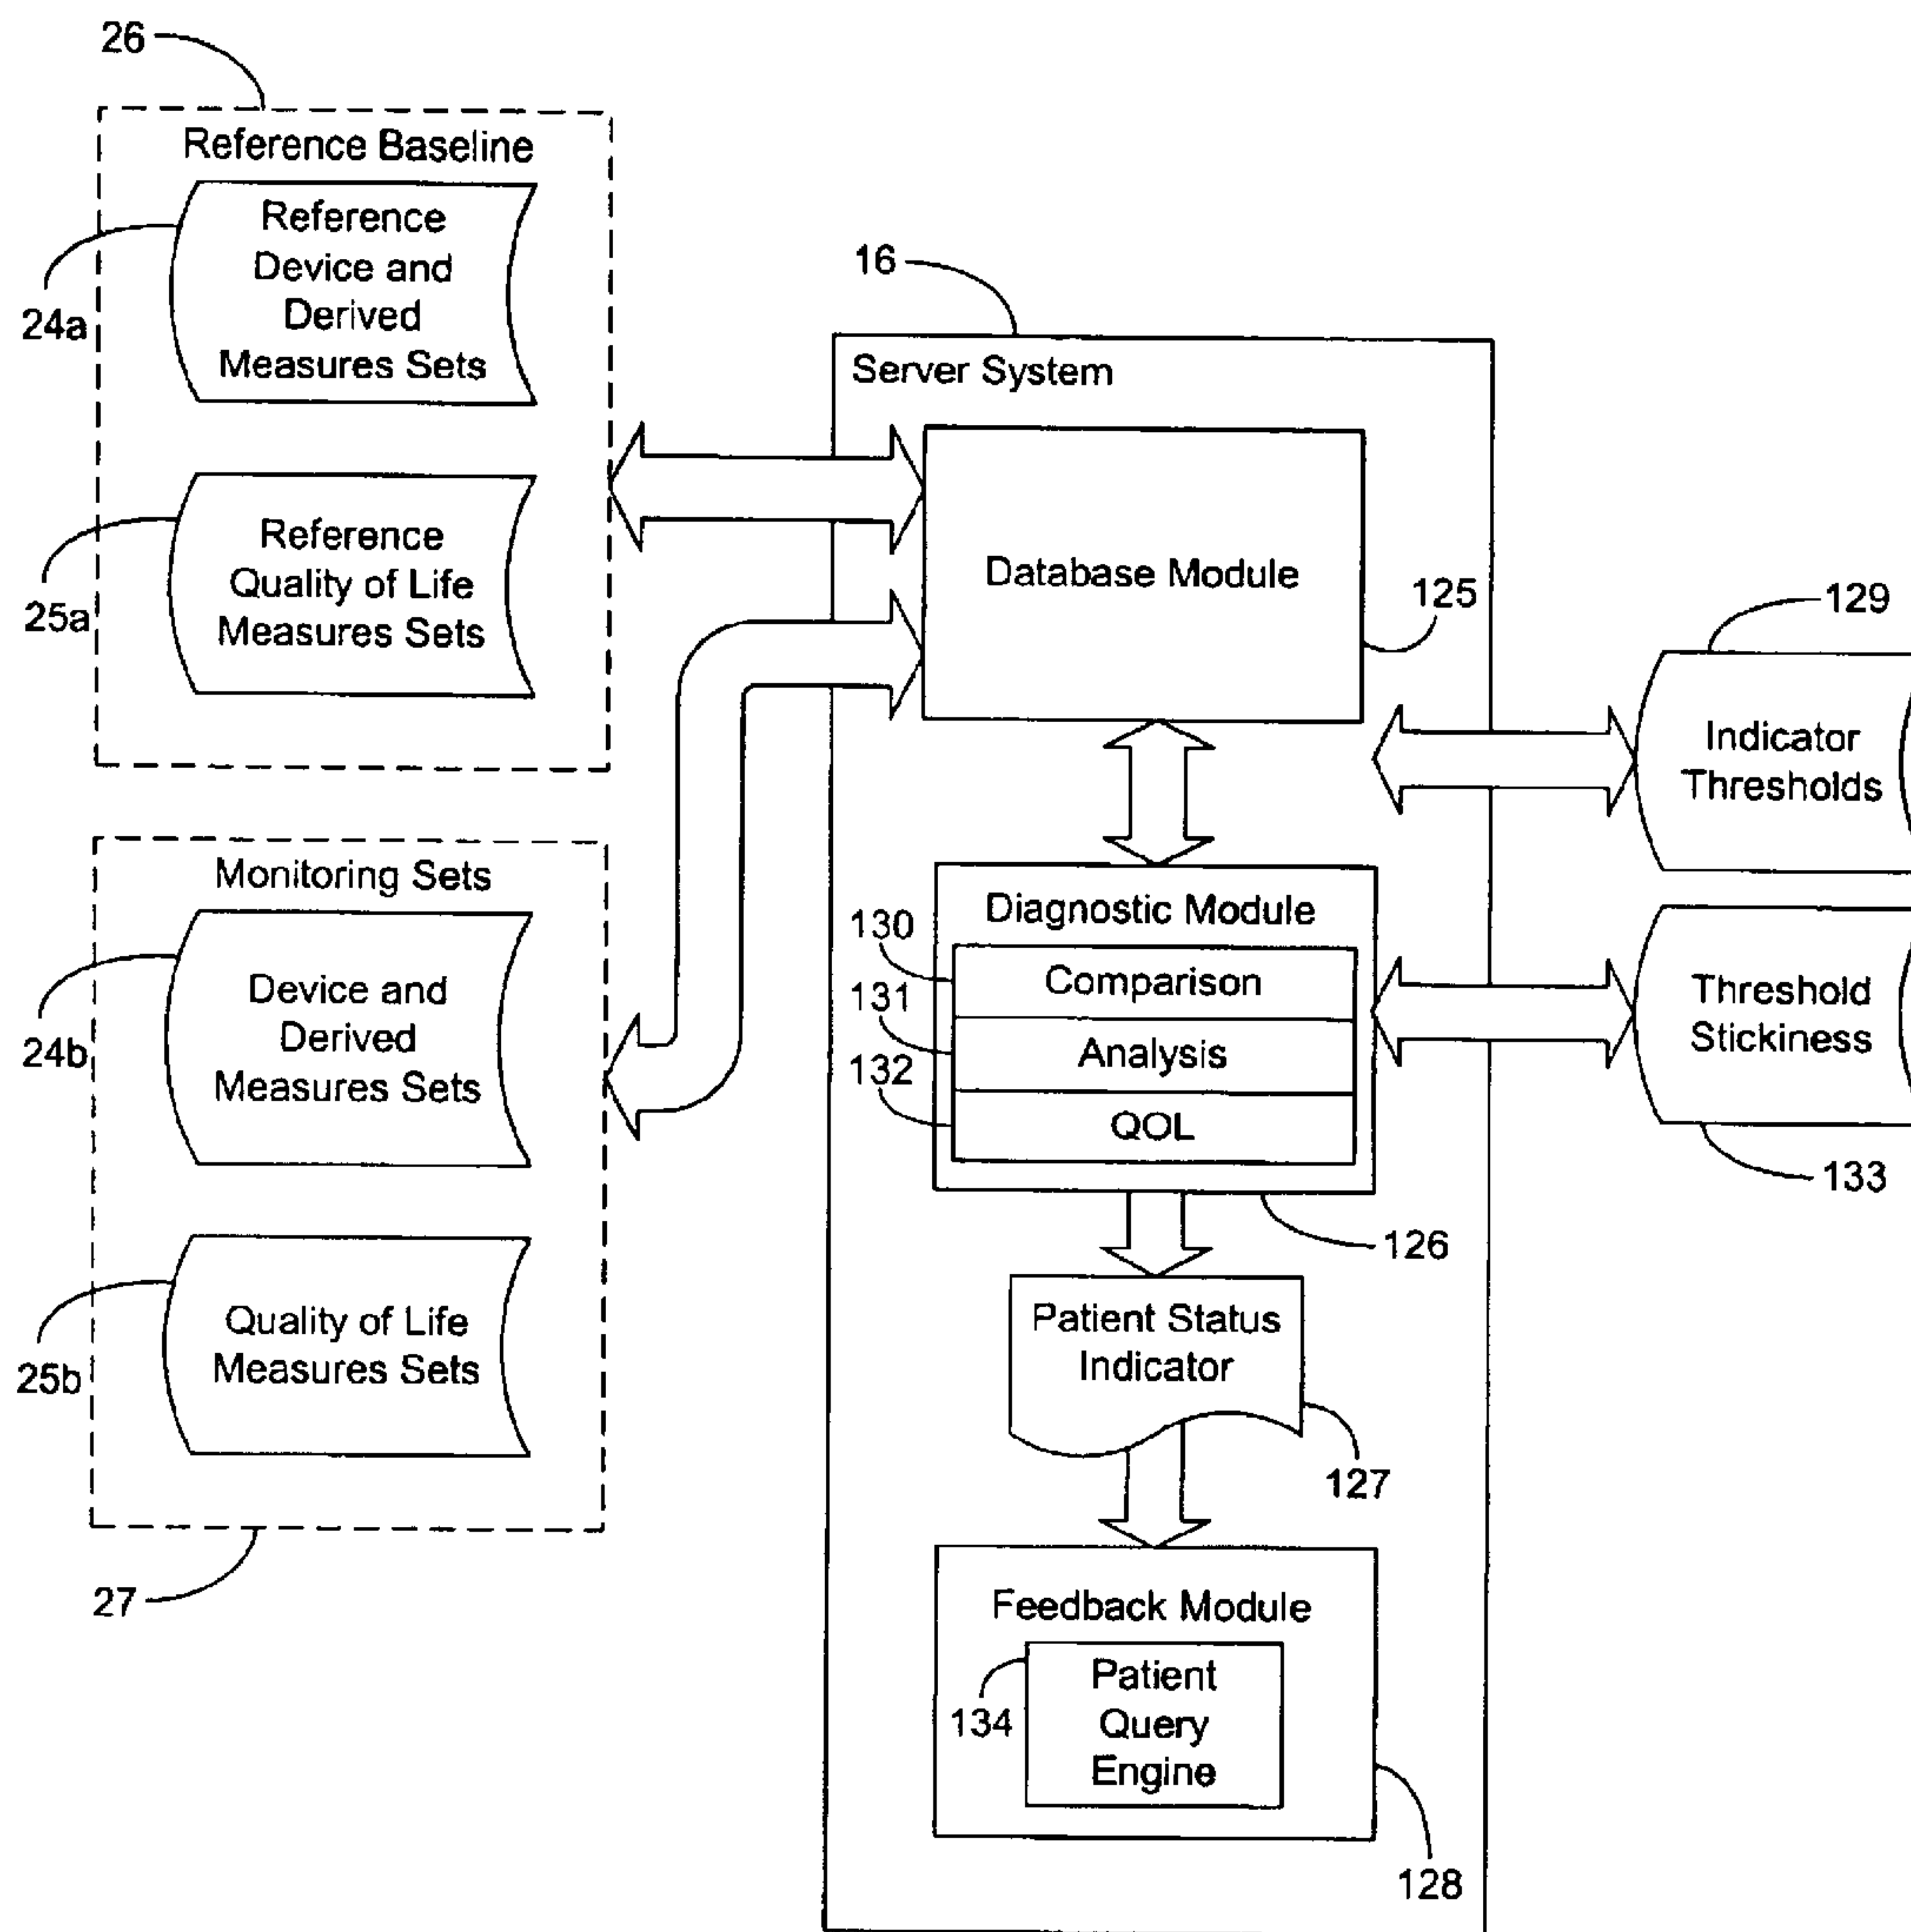 26
Reference Baseline
Reference
Device and
Derived
Measures Sets
24a
Reference
Quality of Life
Measures Sets
25a
Monitoring Sets
Device and
Derived
Measures Sets
24b
Quality of Life
Measures Sets
25b
27
16
Server System
Database Module
125
129
Indicator
Thresholds
Diagnostic Module
130
Comparison
131
Analysis
132
QOL
Threshold
Stickiness
133
126
Patient Status
Indicator
127
Feedback Module
Patient
Query
Engine
134
128